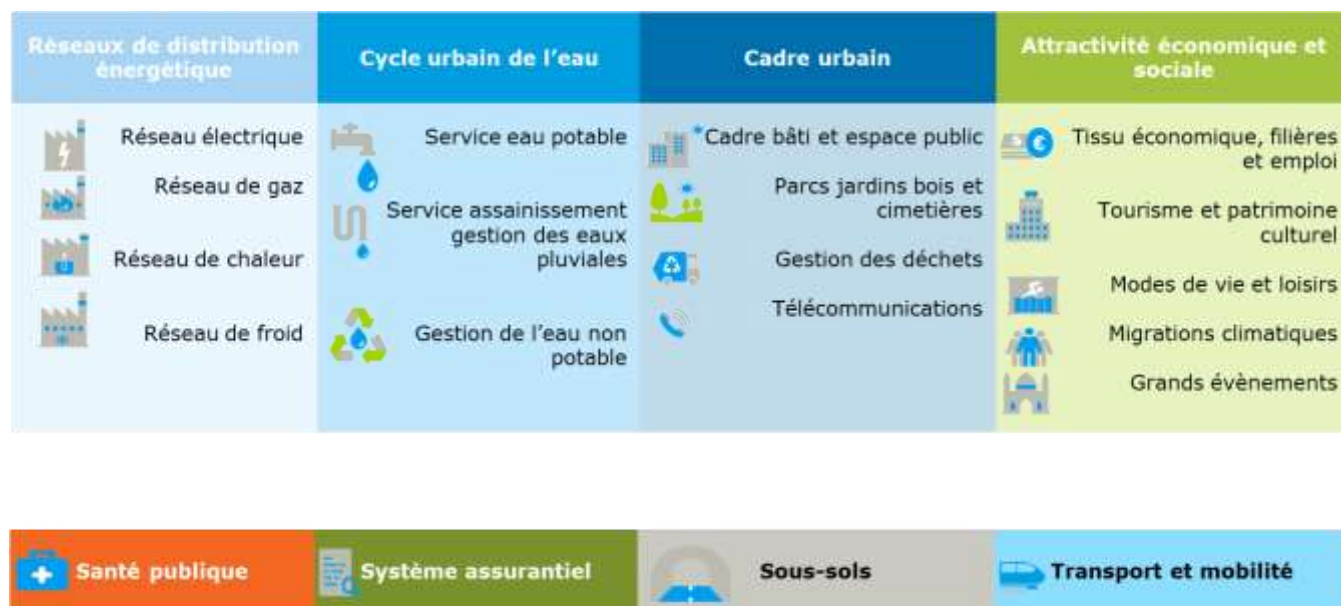 Réseaux de distribution
énergétique
Réseau électrique
Réseau de gaz
Réseau de chaleur
Réseau de froid
Cycle urbain de l'eau
Service eau potable
Service assainissement
gestion des eaux
pluviales
Gestion de l'eau non
potable
Cadre urbain
Cadre bâti et espace public
Parcs jardins bois et
cimetières
Gestion des déchets
Télécommunications
Attractivité économique et
sociale
Tissu économique, filières
et emploi
Tourisme et patrimoine
culturel
Modes de vie et loisirs
Migrations climatiques
Grands évènements
Santé publique
Système assurantiel
Sous-sols
Transport et mobilité